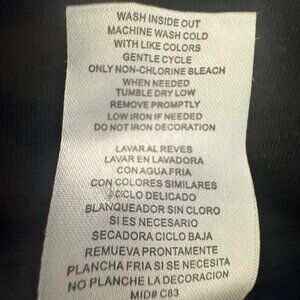 WASH INSIDE OUT
MACHINE WASH COLD
WITH LIKE COLORS
GENTLE CYCLE
ONLY NON-CHLORINE BLEACH
WHEN NEEDED
TUMBLE DRY LOW
REMOVE PROMPTLY
LOW IRON IF NEEDED
DO NOT IRON DECORATION
LAVAR AL REVES
LAVAR EN LAVADORA
CON AGUA FRIA
CON COLORES SIMILARES
CICLO DELICADO
BLANQUEADOR SIN CLORO
SI ES NECESARIO
SECADORA CICLO BAJA
REMUEVA PRONTAMENTE
PLANCHA FRIA SI SE NECESITA
NO PLANCHE LA DECORACION
MID# C83